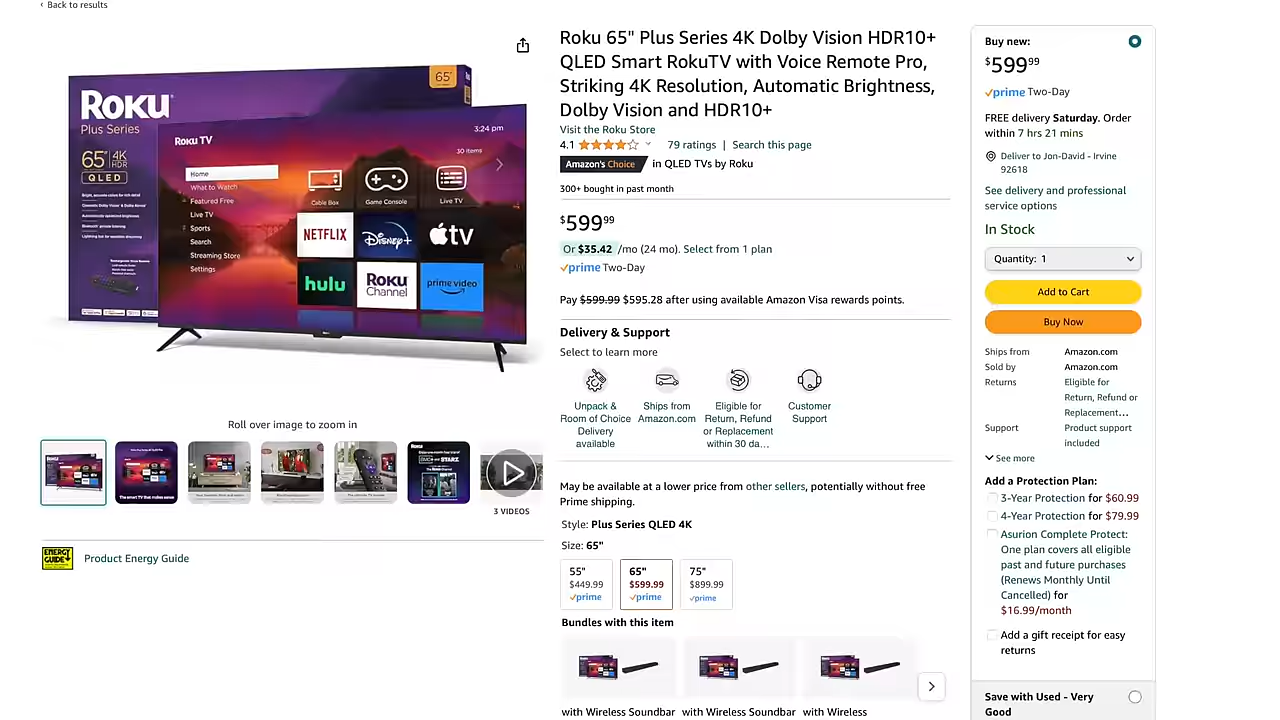 ‹ Back to results
65"
Roku
Plus Series
65" 4K HDR
QLED
Roku TV
3:24 pm
30 items
Home
What to Watch
Featured Free
Live TV
Sports
Search
Streaming Store
Settings
Cable Box
Game Console
Live TV
NETFLIX
Disney+
tv
hulu
Roku Channel
prime video
Roll over image to zoom in
3 VIDEOS
ENERGY GUIDE
Product Energy Guide
Roku 65" Plus Series 4K Dolby Vision HDR10+
QLED Smart RokuTV with Voice Remote Pro,
Striking 4K Resolution, Automatic Brightness,
Dolby Vision and HDR10+
Visit the Roku Store
4.1 79 ratings | Search this page
Amazon's Choice in QLED TVs by Roku
300+ bought in past month
$599 99
Or $35.42 /mo (24 mo). Select from 1 plan
prime Two-Day
Pay $599.99 $595.28 after using available Amazon Visa rewards points.
Delivery & Support
Select to learn more
Unpack &
Room of Choice
Delivery
available
Ships from
Amazon.com
Eligible for
Return, Refund
or Replacement
within 30 da…
Customer
Support
May be available at a lower price from other sellers, potentially without free
Prime shipping.
Style: Plus Series QLED 4K
Size: 65"
55"
$449.99
prime
65"
$599.99
prime
75"
$899.99
prime
Bundles with this item
with Wireless Soundbar
with Wireless Soundbar
with Wireless
Buy new:
$599 99
prime Two-Day
FREE delivery Saturday. Order
within 7 hrs 21 mins
Deliver to Jon-David - Irvine
92618
See delivery and professional
service options
In Stock
Quantity: 1
Add to Cart
Buy Now
Ships from Amazon.com
Sold by Amazon.com
Returns Eligible for
Return, Refund or
Replacement…
Support Product support
included
See more
Add a Protection Plan:
3-Year Protection for $60.99
4-Year Protection for $79.99
Asurion Complete Protect:
One plan covers all eligible
past and future purchases
(Renews Monthly Until
Cancelled) for
$16.99/month
Add a gift receipt for easy
returns
Save with Used - Very
Good